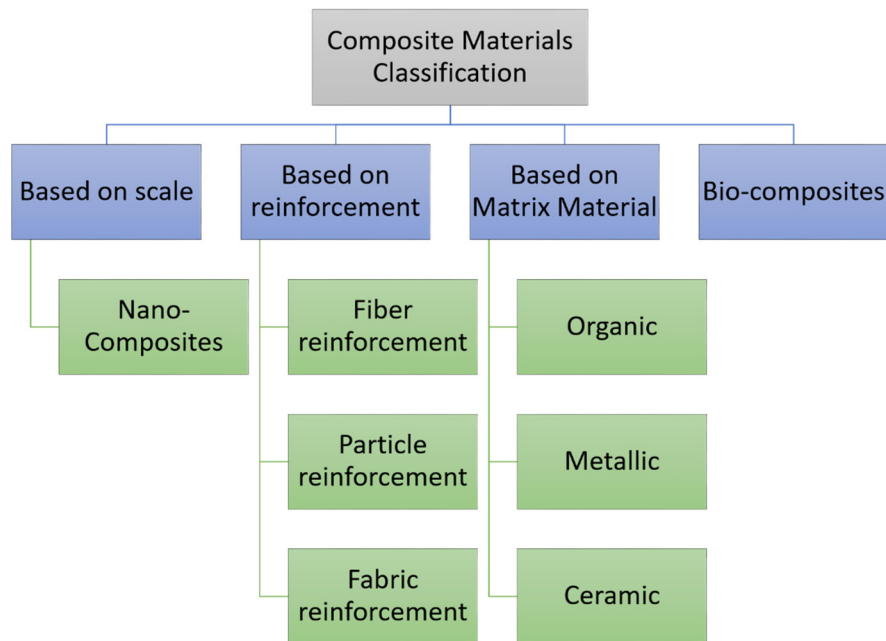 Composite Materials
Classification
Based on scale
Based on
reinforcement
Based on
Matrix Material
Bio-composites
Nano-
Composites
Fiber
reinforcement
Organic
Particle
reinforcement
Metallic
Fabric
reinforcement
Ceramic